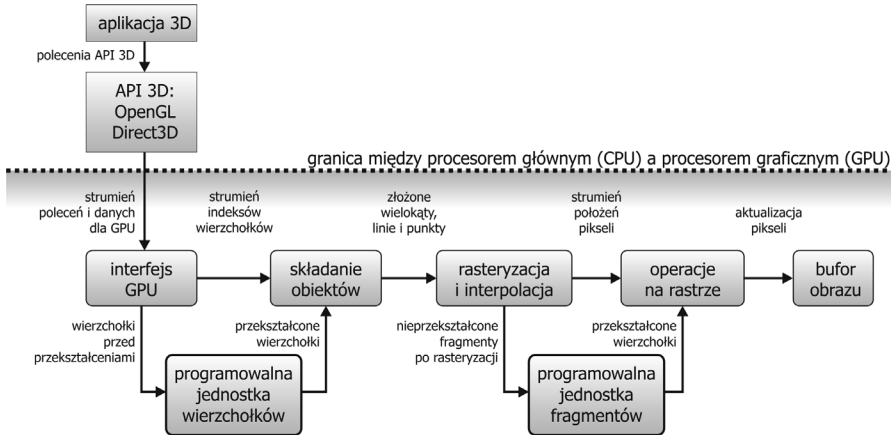 aplikacja 3D
polecenia API 3D
API 3D:
OpenGL
Direct3D
granica między procesorem głównym (CPU) a procesorem graficznym (GPU)
strumień
poleceń i danych
dla GPU
strumień
indeksów
wierzchołków
złożone
wielokąty,
linie i punkty
strumień
położeń
pikseli
aktualizacja
pikseli
interfejs
GPU
składanie
obiektów
rasteryzacja
i interpolacja
operacje
na rastrze
bufor
obrazu
wierzchołki
przed
przekształceniami
przekształcone
wierzchołki
nieprzekształcone
fragmenty
po rasteryzacji
przekształcone
wierzchołki
programowalna
jednostka
wierzchołków
programowalna
jednostka
fragmentów